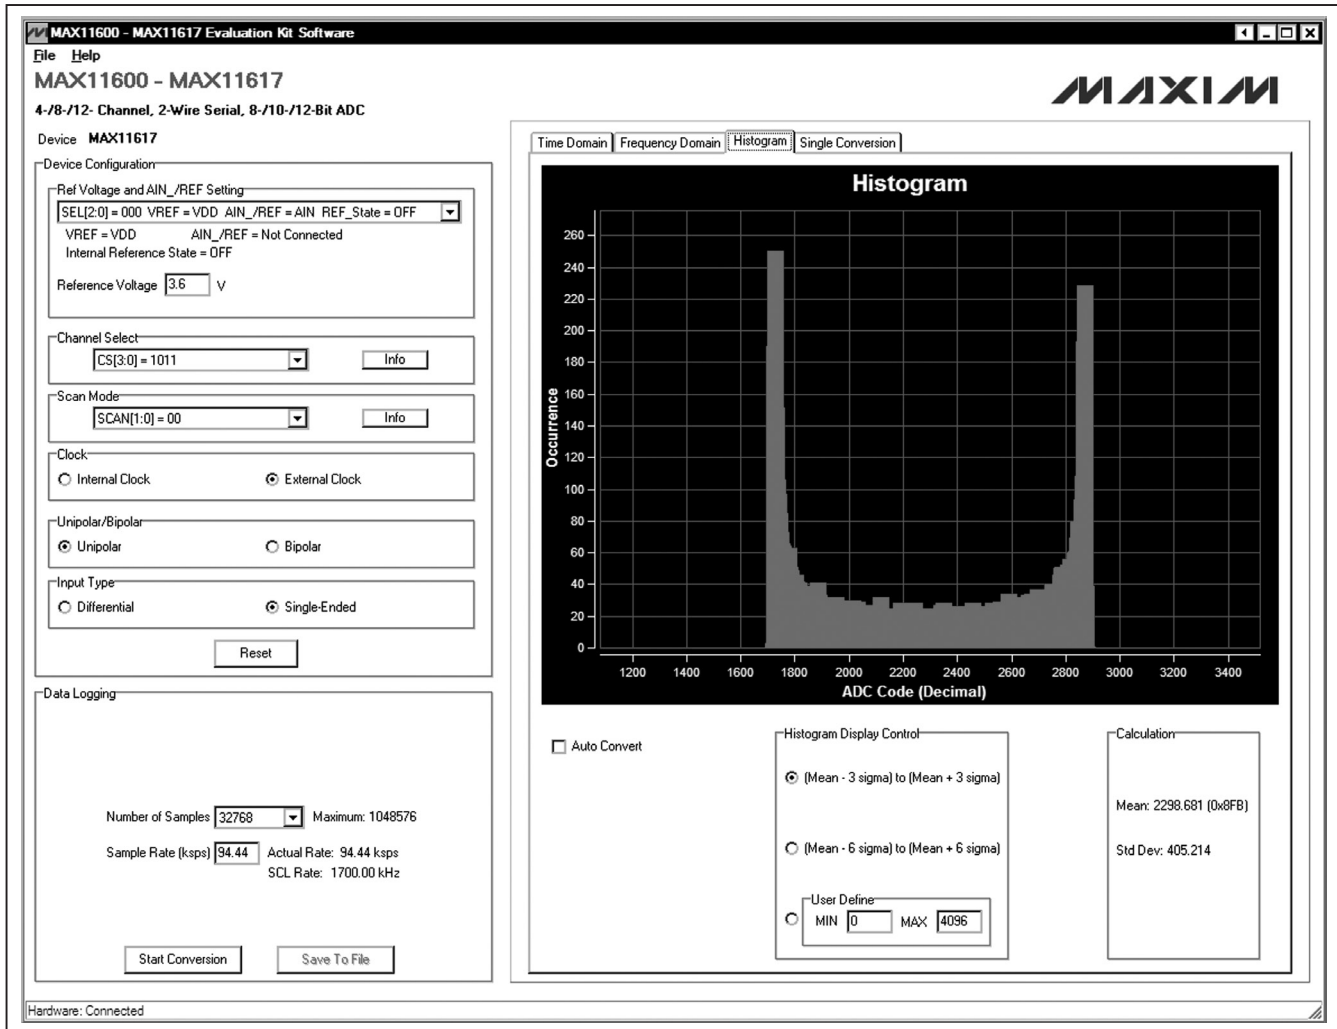 MAX11600 - MAX11617 Evaluation Kit Software
File Help
MAX11600 - MAX11617
4-/8-/12- Channel, 2-Wire Serial, 8-/10-/12-Bit ADC
MAXIM
Device MAX11617
Device Configuration
Ref Voltage and AIN_/REF Setting
SEL[2:0] = 000 VREF = VDD AIN_/REF = AIN REF_State = OFF
VREF = VDD AIN_/REF = Not Connected
Internal Reference State = OFF
Reference Voltage 3.6 V
Channel Select
CS[3:0] = 1011 Info
Scan Mode
SCAN[1:0] = 00 Info
Clock
Internal Clock External Clock
Unipolar/Bipolar
Unipolar Bipolar
Input Type
Differential Single-Ended
Reset
Data Logging
Number of Samples 32768 Maximum: 1048576
Sample Rate (ksps) 94.44 Actual Rate: 94.44 ksps
SCL Rate: 1700.00 kHz
Start Conversion Save To File
Time Domain Frequency Domain Histogram Single Conversion
Histogram
260
240
220
200
180
160
140
120
100
80
60
40
20
0
Occurrence
1200 1400 1600 1800 2000 2200 2400 2600 2800 3000 3200 3400
ADC Code (Decimal)
Auto Convert
Histogram Display Control
(Mean - 3 sigma) to (Mean + 3 sigma)
(Mean - 6 sigma) to (Mean + 6 sigma)
User Define
MIN 0 MAX 4096
Calculation
Mean: 2298.681 (0x8FB)
Std Dev: 405.214
Hardware: Connected